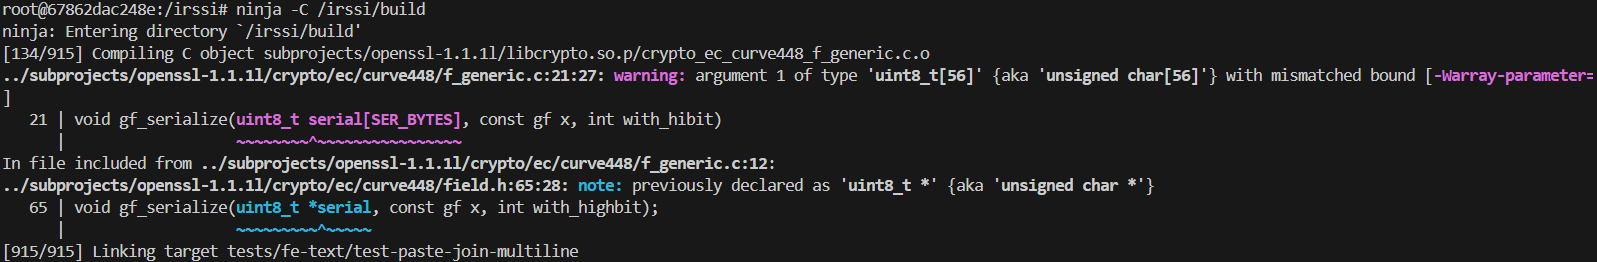 root@67862dac248e:/irssi# ninja -C /irssi/build
ninja: Entering directory `/irssi/build'
[134/915] Compiling C object subprojects/openssl-1.1.1l/libcrypto.so.p/crypto_ec_curve448_f_generic.c.o
../subprojects/openssl-1.1.1l/crypto/ec/curve448/f_generic.c:21:27: warning: argument 1 of type 'uint8_t[56]' {aka 'unsigned char[56]'} with mismatched bound [-Warray-parameter=
]
   21 | void gf_serialize(uint8_t serial[SER_BYTES], const gf x, int with_hibit)
      |                   ~~~~~~~~^~~~~~~~~~~~~~~~~
In file included from ../subprojects/openssl-1.1.1l/crypto/ec/curve448/f_generic.c:12:
../subprojects/openssl-1.1.1l/crypto/ec/curve448/field.h:65:28: note: previously declared as 'uint8_t *' {aka 'unsigned char *'}
   65 | void gf_serialize(uint8_t *serial, const gf x, int with_highbit);
      |                   ~~~~~~~~~^~~~~~
[915/915] Linking target tests/fe-text/test-paste-join-multiline